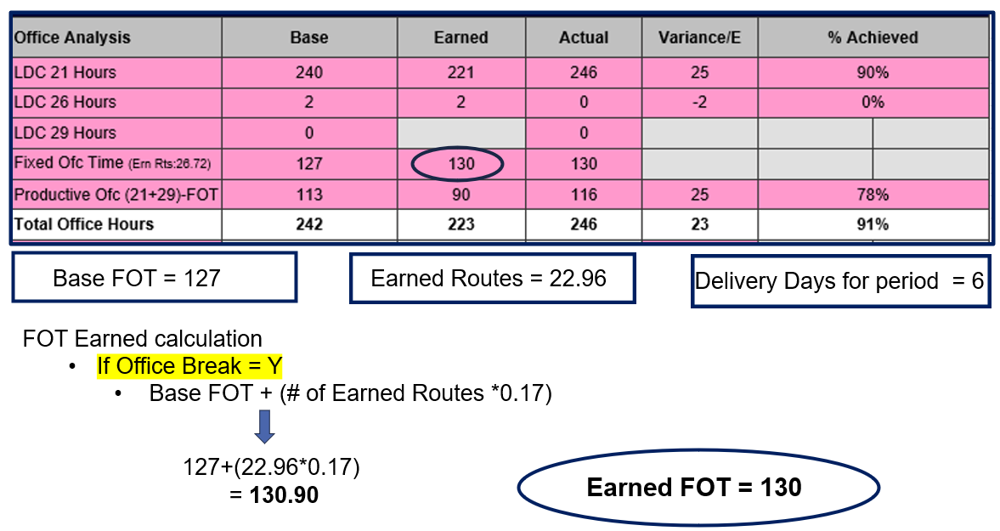 Office Analysis Base Earned Actual Variance/E % Achieved
LDC 21 Hours 240 221 246 25 90%
LDC 26 Hours 2 2 0 -2 0%
LDC 29 Hours 0 0
Fixed Ofc Time (Ern Rts:26.72) 127 130 130
Productive Ofc (21+29)-FOT 113 90 116 25 78%
Total Office Hours 242 223 246 23 91%
Base FOT = 127 Earned Routes = 22.96 Delivery Days for period = 6
FOT Earned calculation
• If Office Break = Y
• Base FOT + (# of Earned Routes *0.17)
127+(22.96*0.17)
= 130.90
Earned FOT = 130